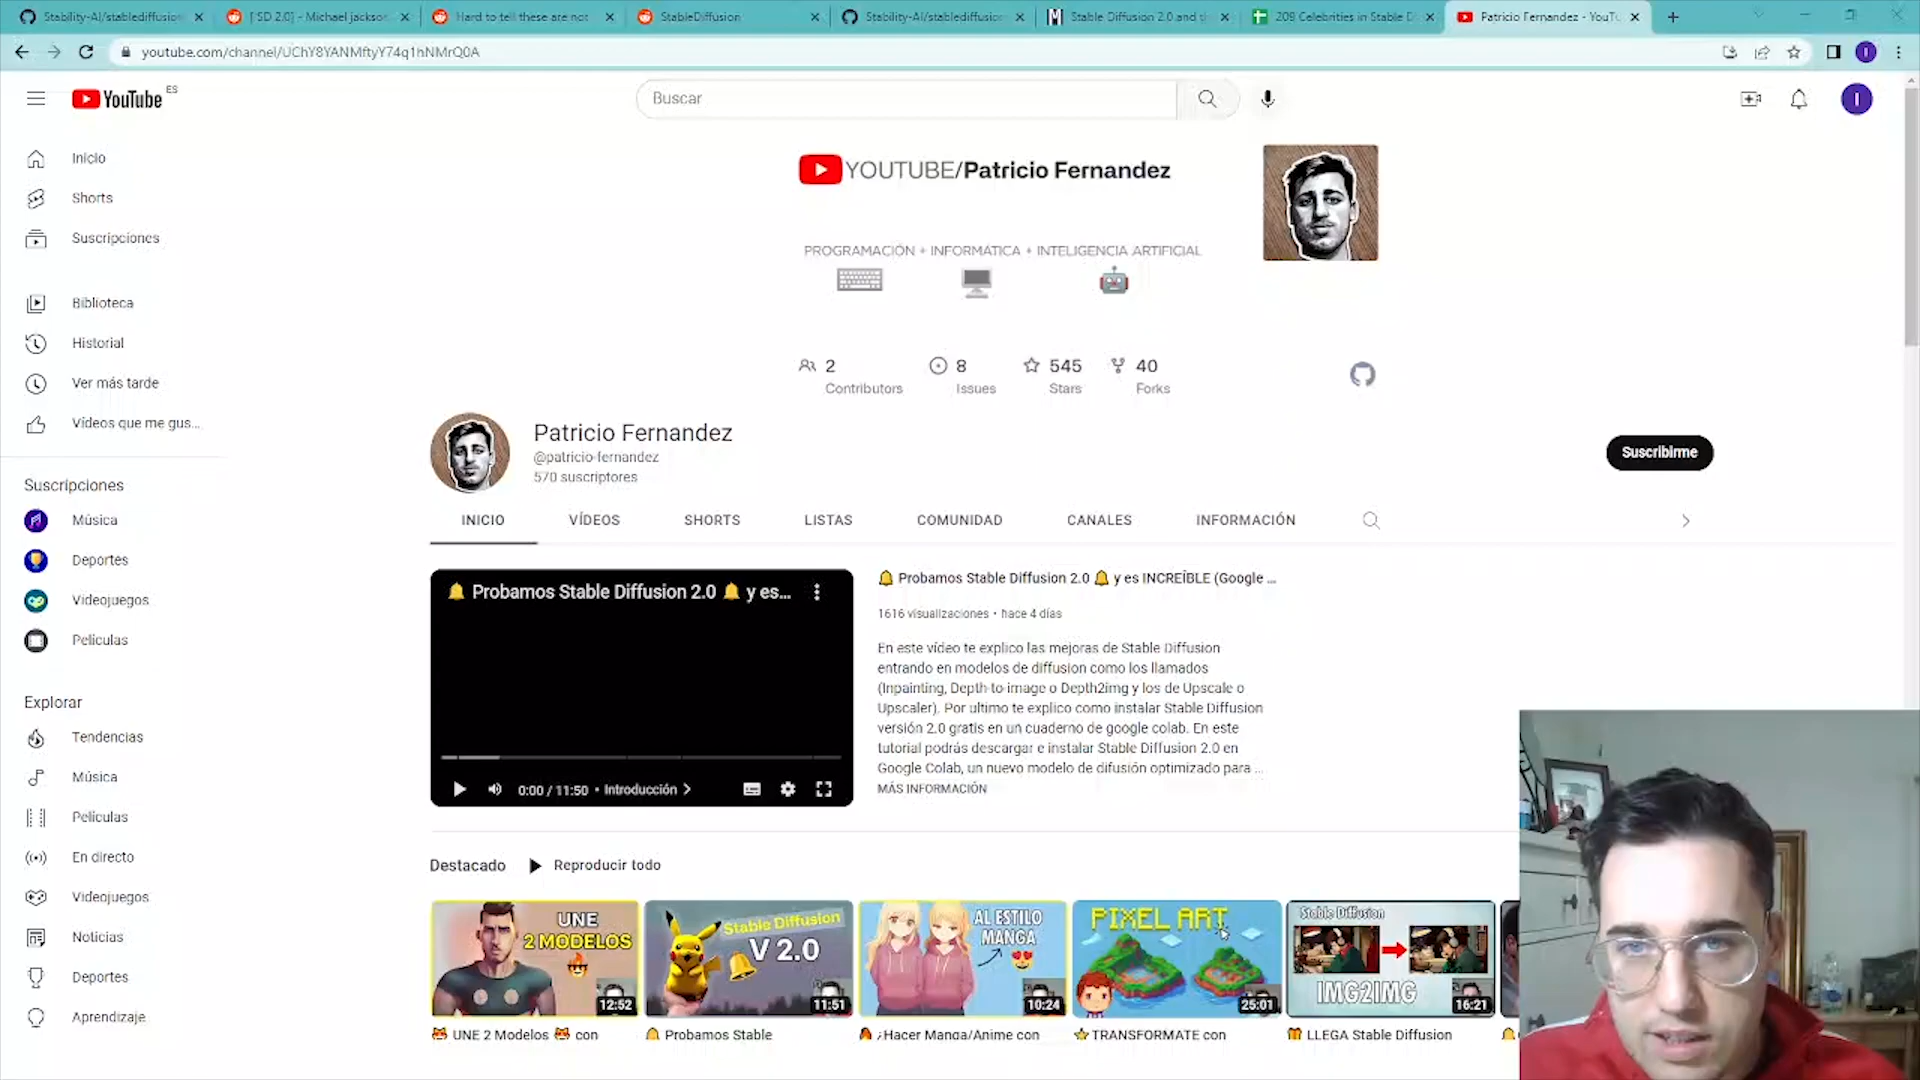 Stability-AI/stablediffusion
[ SD 2.0] - Michael jackson
Hard to tell these are not
StableDiffusion
Stability-AI/stablediffusion
Stable Diffusion 2.0 and th
209 Celebrities in Stable D
Patricio Fernandez - YouTu
youtube.com/channel/UChY8YANMftyY74q1hNMrQ0A
YouTube ES
Buscar
I
I
Inicio
Shorts
Suscripciones
Biblioteca
Historial
Ver más tarde
Vídeos que me gus...
Suscripciones
Música
Deportes
Videojuegos
Películas
Explorar
Tendencias
Música
Películas
En directo
Videojuegos
Noticias
Deportes
Aprendizaje
YOUTUBE/Patricio Fernandez
PROGRAMACIÓN + INFORMÁTICA + INTELIGENCIA ARTIFICIAL
2 8 545 40
Contributors Issues Stars Forks
Patricio Fernandez
@patricio-fernandez
570 suscriptores
Suscribirme
INICIO VÍDEOS SHORTS LISTAS COMUNIDAD CANALES INFORMACIÓN
Probamos Stable Diffusion 2.0 y es...
0:00 / 11:50 • Introducción
Probamos Stable Diffusion 2.0 y es INCREÍBLE (Google ...
1616 visualizaciones • hace 4 días
En este vídeo te explico las mejoras de Stable Diffusion
entrando en modelos de diffusion como los llamados
(Inpainting, Depth-to-image o Depth2img y los de Upscale o
Upscaler). Por ultimo te explico como instalar Stable Diffusion
versión 2.0 gratis en un cuaderno de google colab. En este
tutorial podrás descargar e instalar Stable Diffusion 2.0 en
Google Colab, un nuevo modelo de difusión optimizado para ...
MÁS INFORMACIÓN
Destacado Reproducir todo
UNE
2 MODELOS
12:52
Stable Diffusion
V 2.0
11:51
AL ESTILO
MANGA
10:24
PIXEL ART
25:01
Stable Diffusion
IMG2IMG
16:21
UNE 2 Modelos con
Probamos Stable
¿Hacer Manga/Anime con
TRANSFORMATE con
LLEGA Stable Diffusion